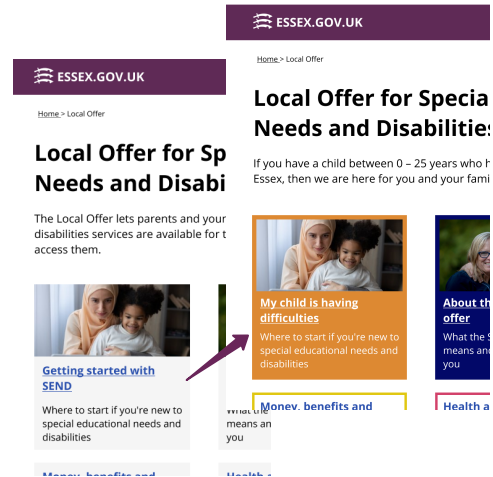 ESSEX.GOV.UK
Home > Local Offer
Local Offer for Sp
Needs and Disabi
The Local Offer lets parents and your
disabilities services are available for t
access them.
Getting started with
SEND
Where to start if you're new to
special educational needs and
disabilities
What the
means an
you
Money, benefits and
Health a
ESSEX.GOV.UK
Home > Local Offer
Local Offer for Specia
Needs and Disabilities
If you have a child between 0 – 25 years who h
Essex, then we are here for you and your fami
My child is having
difficulties
Where to start if you're new to
special educational needs and
disabilities
About th
offer
What the S
means and
you
Money, benefits and
Health a